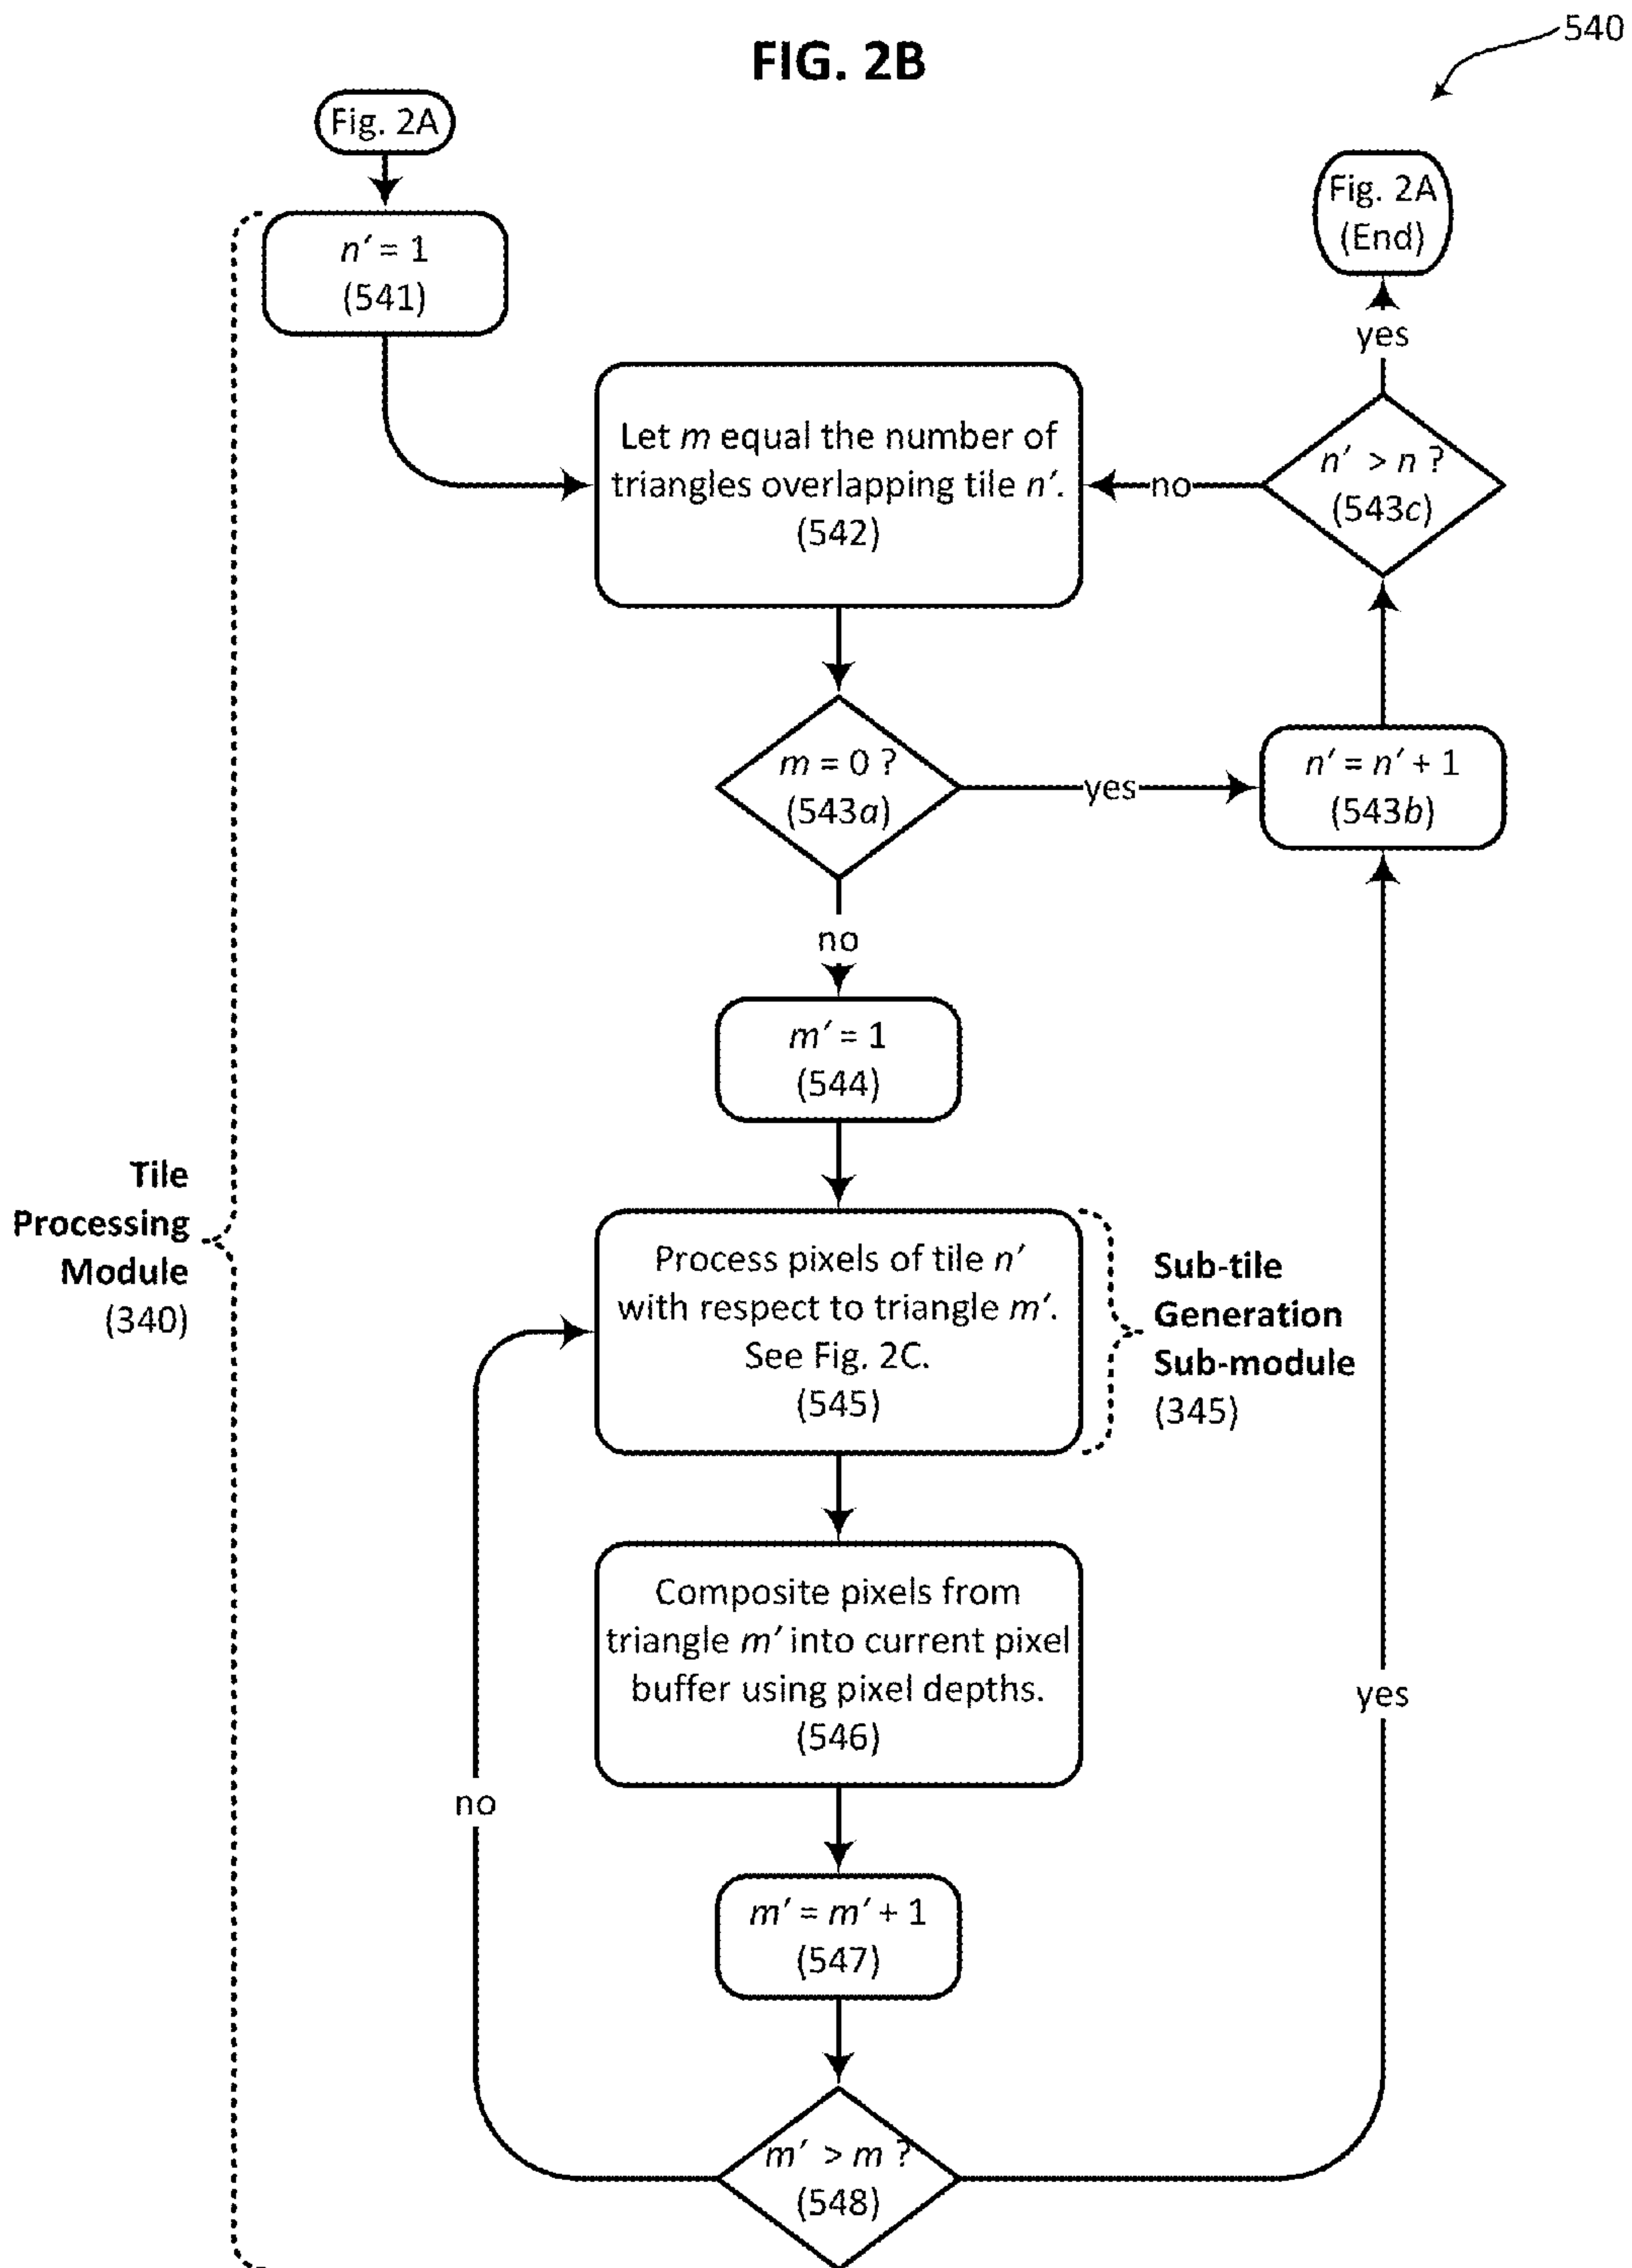 FIG. 2B
540
Fig. 2A
n′ = 1
(541)
Fig. 2A
(End)
yes
Let m equal the number of
triangles overlapping tile n′.
(542)
no
n′ > n ?
(543c)
m = 0 ?
(543a)
yes
n′ = n′ + 1
(543b)
no
m′ = 1
(544)
Tile
Processing
Module
(340)
Process pixels of tile n′
with respect to triangle m′.
See Fig. 2C.
(545)
Sub-tile
Generation
Sub-module
(345)
Composite pixels from
triangle m′ into current pixel
buffer using pixel depths.
(546)
yes
no
m′ = m′ + 1
(547)
m′ > m ?
(548)